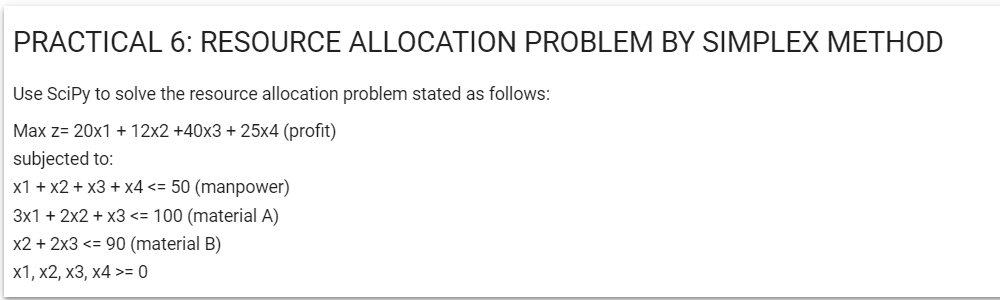 PRACTICAL 6: RESOURCE ALLOCATION PROBLEM BY SIMPLEX METHOD
Use SciPy to solve the resource allocation problem stated as follows:
Max z= 20x1 + 12x2 +40x3 + 25x4 (profit)
subjected to:
x1 + x2 + x3 + x4 <= 50 (manpower)
3x1 + 2x2 + x3 <= 100 (material A)
x2 + 2x3 <= 90 (material B)
x1, x2, x3, x4 >= 0